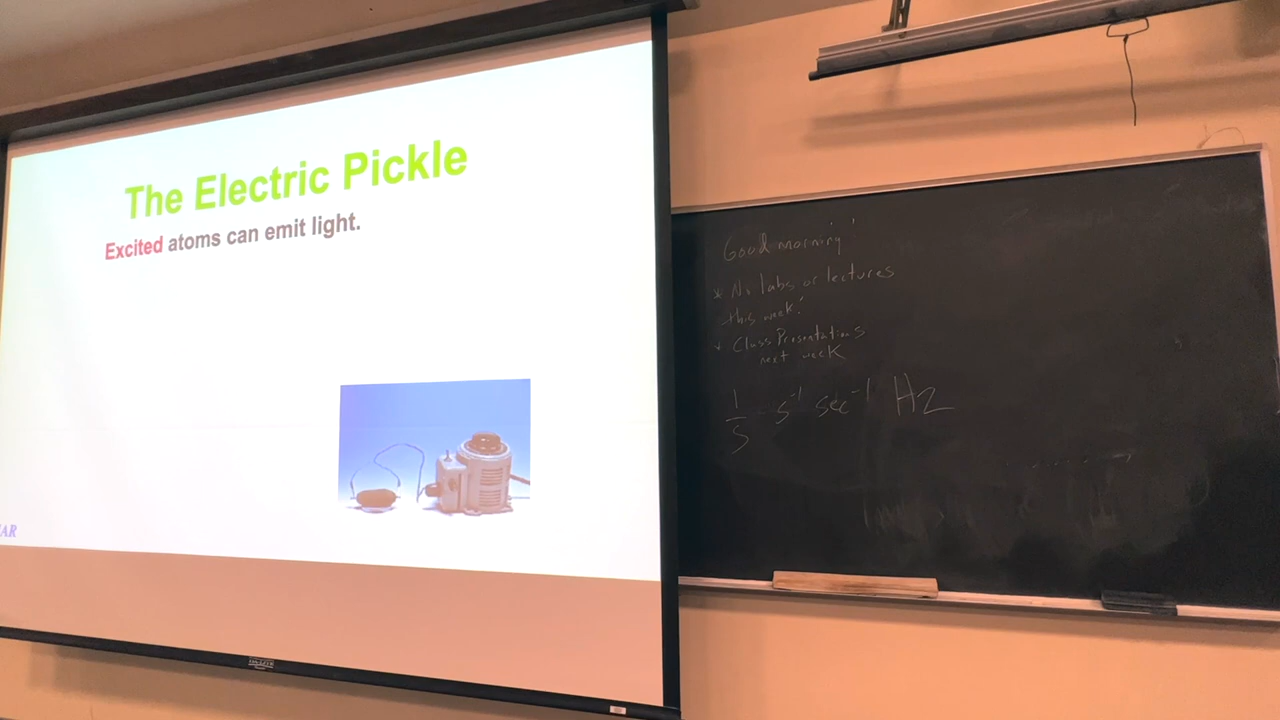 The Electric Pickle
Excited atoms can emit light.
AR
Good morning!
* No labs or lectures
this week!
* Class Presentations
next week
1/s s⁻¹ sec⁻¹ Hz